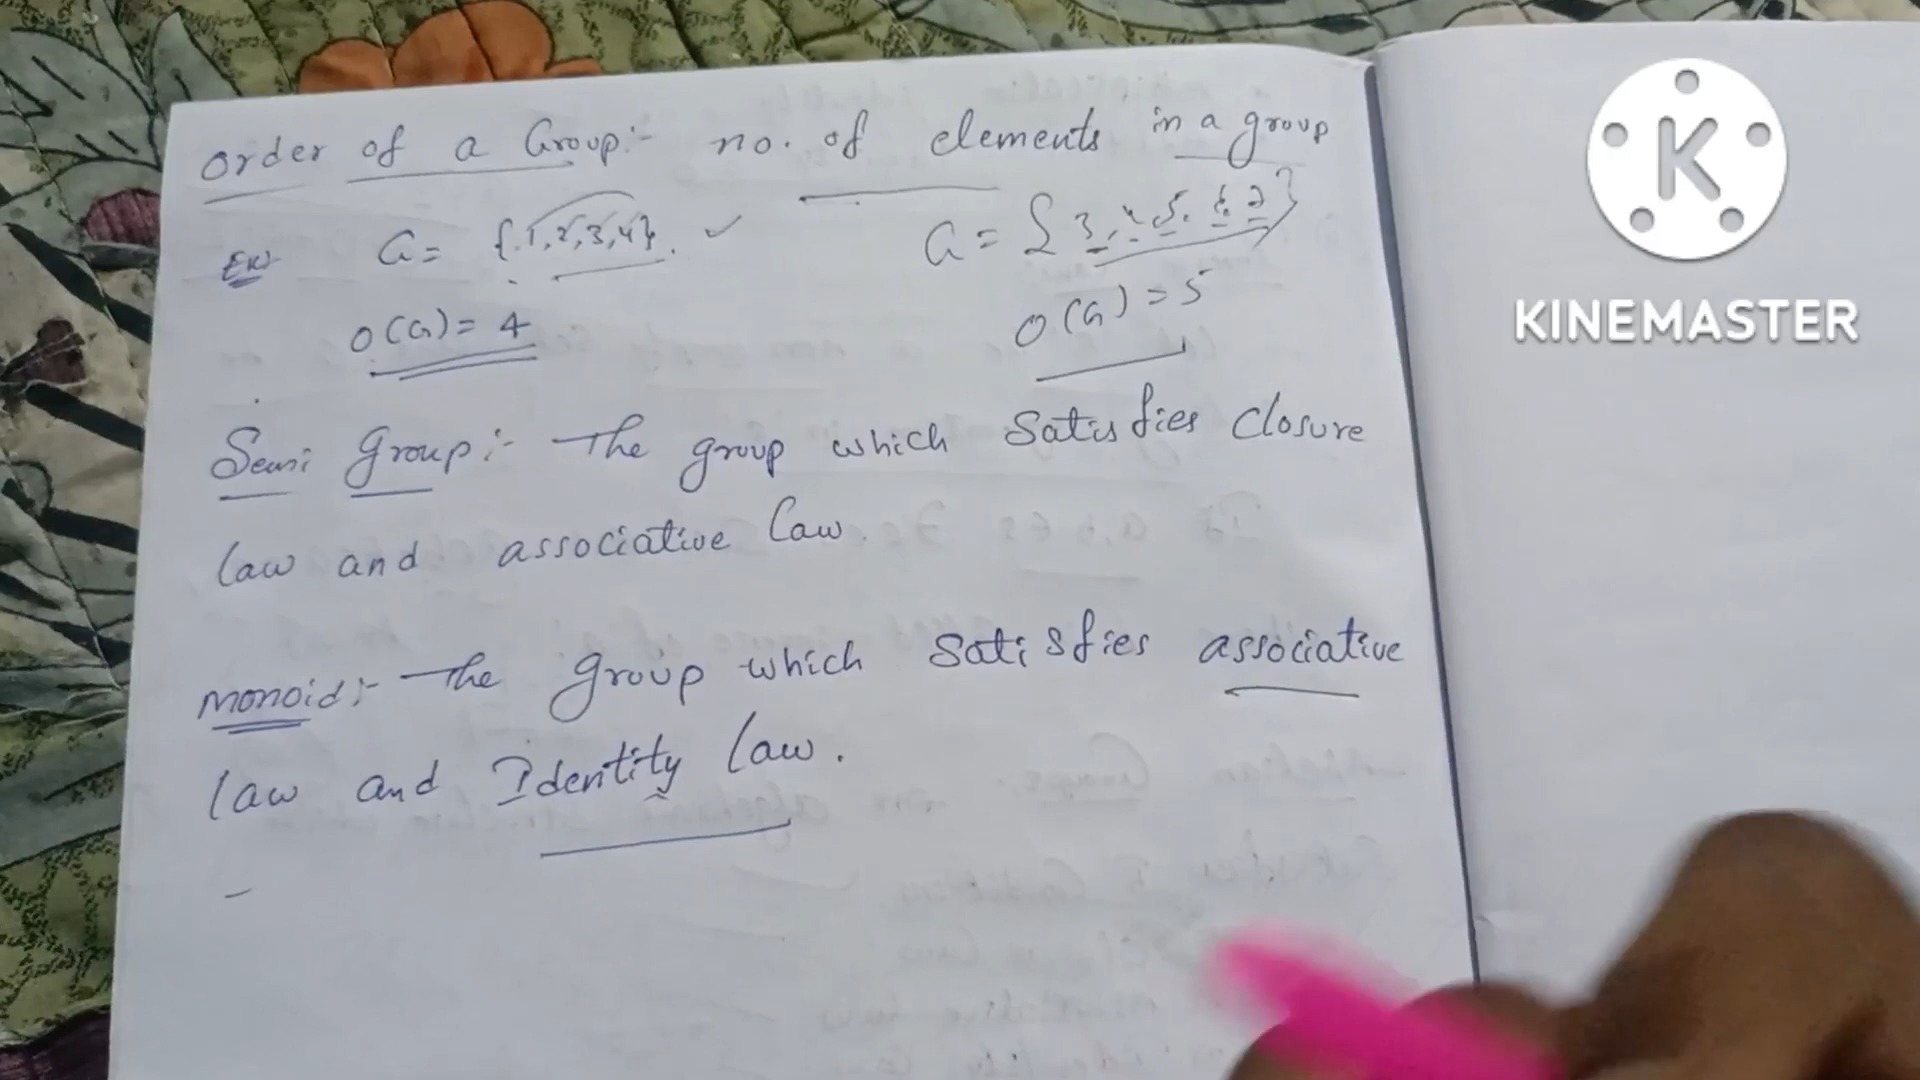 order of a Group:- no. of elements in a group
Ex:- G = {1,2,3,4}. ✓ G = {3,4,5,6,7}
O(G) = 4 O(G) = 5
Semi Group:- The group which Satisfies Closure
law and associative law.
monoid:- The group which Satisfies associative
law and Identity law.
K
KINEMASTER